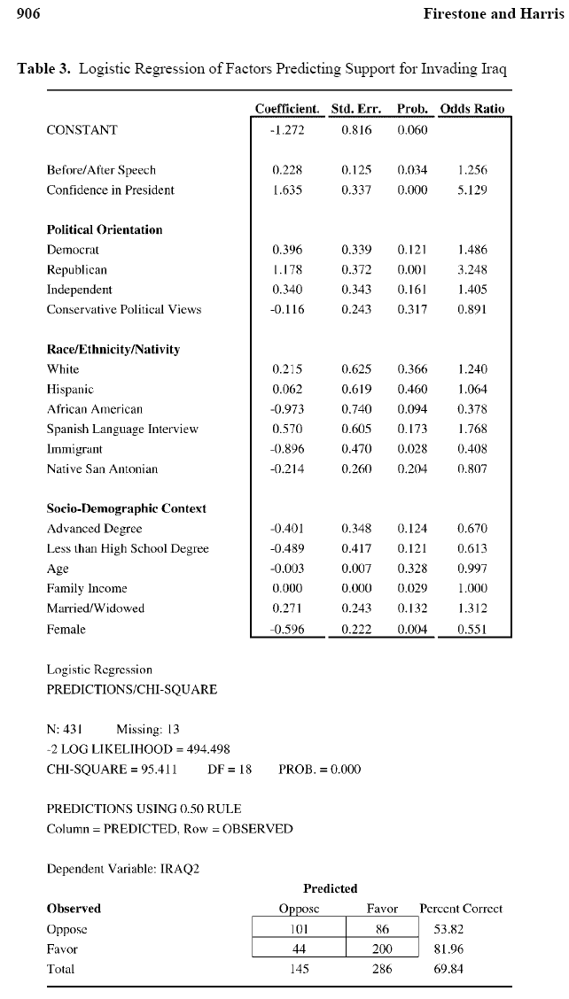 906 Firestone and Harris
Table 3. Logistic Regression of Factors Predicting Support for Invading Iraq
Coefficient. Std. Err. Prob. Odds Ratio
CONSTANT -1.272 0.816 0.060
Before/After Speech 0.228 0.125 0.034 1.256
Confidence in President 1.635 0.337 0.000 5.129
Political Orientation
Democrat 0.396 0.339 0.121 1.486
Republican 1.178 0.372 0.001 3.248
Independent 0.340 0.343 0.161 1.405
Conservative Political Views -0.116 0.243 0.317 0.891
Race/Ethnicity/Nativity
White 0.215 0.625 0.366 1.240
Hispanic 0.062 0.619 0.460 1.064
African American -0.973 0.740 0.094 0.378
Spanish Language Interview 0.570 0.605 0.173 1.768
Immigrant -0.896 0.470 0.028 0.408
Native San Antonian -0.214 0.260 0.204 0.807
Socio-Demographic Context
Advanced Degree -0.401 0.348 0.124 0.670
Less than High School Degree -0.489 0.417 0.121 0.613
Age -0.003 0.007 0.328 0.997
Family Income 0.000 0.000 0.029 1.000
Married/Widowed 0.271 0.243 0.132 1.312
Female -0.596 0.222 0.004 0.551
Logistic Regression
PREDICTIONS/CHI-SQUARE
N: 431 Missing: 13
-2 LOG LIKELIHOOD = 494.498
CHI-SQUARE = 95.411 DF = 18 PROB. = 0.000
PREDICTIONS USING 0.50 RULE
Column = PREDICTED, Row = OBSERVED
Dependent Variable: IRAQ2
Predicted
Observed Oppose Favor Percent Correct
Oppose 101 86 53.82
Favor 44 200 81.96
Total 145 286 69.84